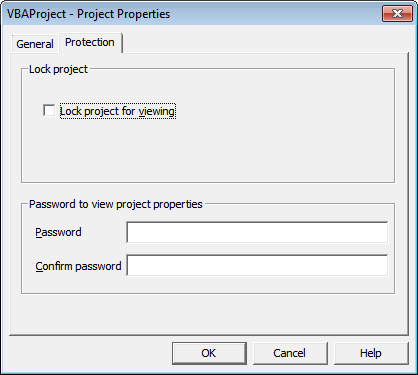 VBAProject - Project Properties
General Protection
Lock project
Lock project for viewing
Password to view project properties
Password
Confirm password
OK Cancel Help